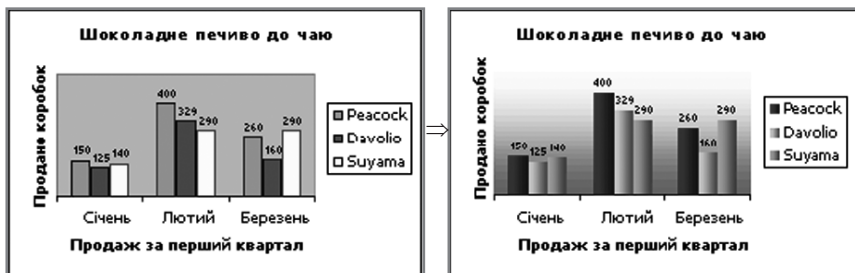 Шоколадне печиво до чаю
Продано коробок
400
329
290
290
260
160
150
125
140
Peacock
Davolio
Suyama
Січень
Лютий
Березень
Продаж за перший квартал
⇒
Шоколадне печиво до чаю
Продано коробок
400
329
290
290
260
160
150
125
140
Peacock
Davolio
Suyama
Січень
Лютий
Березень
Продаж за перший квартал